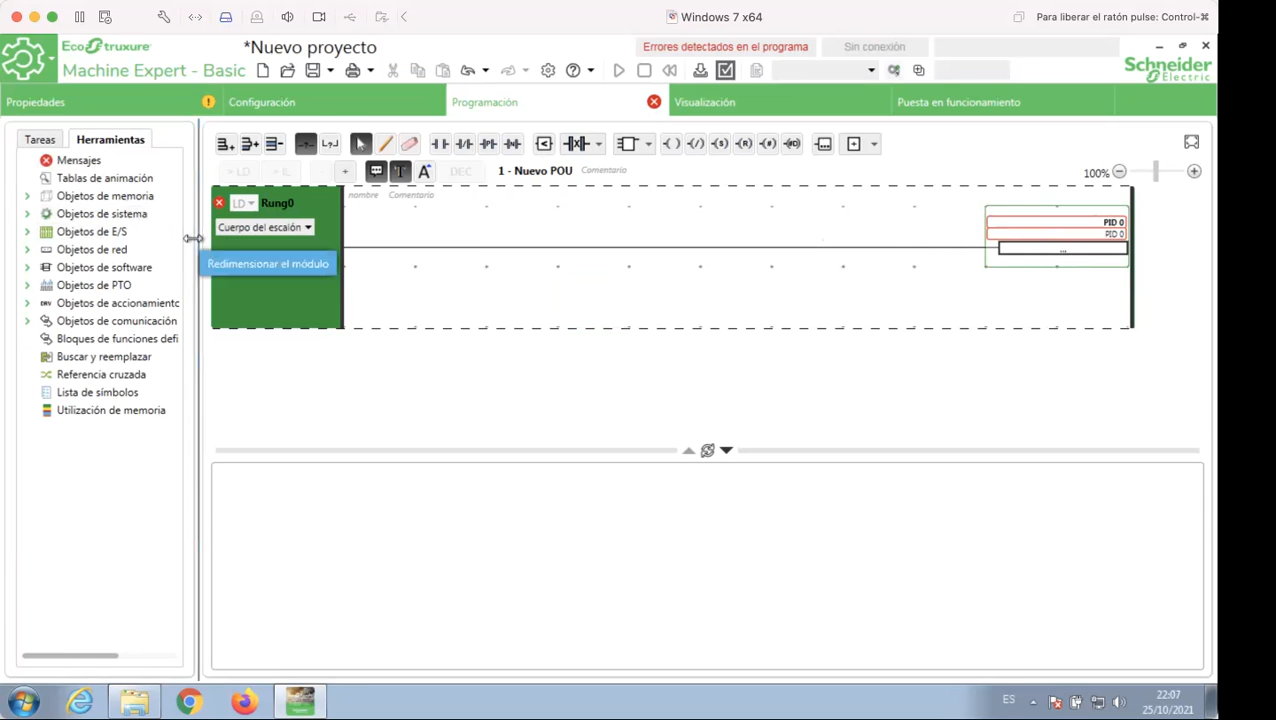 Windows 7 x64
Para liberar el ratón pulse: Control-⌘
EcoStruxure
Machine Expert - Basic
*Nuevo proyecto
Errores detectados en el programa
Sin conexión
Schneider
Electric
Propiedades
Configuración
Programación
Visualización
Puesta en funcionamiento
Tareas
Herramientas
Mensajes
Tablas de animación
Objetos de memoria
Objetos de sistema
Objetos de E/S
Objetos de red
Objetos de software
Objetos de PTO
Objetos de accionamiento
Objetos de comunicación
Bloques de funciones defi
Buscar y reemplazar
Referencia cruzada
Lista de símbolos
Utilización de memoria
> LD
> IL
DEC
1 - Nuevo POU
Comentario
100%
LD
Rung0
nombre
Comentario
Cuerpo del escalón
Redimensionar el módulo
PID 0
PID 0
...
ES
22:07
25/10/2021